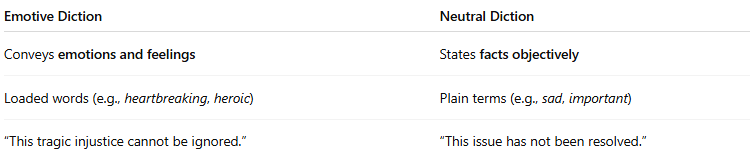 Emotive Diction Neutral Diction
Conveys emotions and feelings States facts objectively
Loaded words (e.g., heartbreaking, heroic) Plain terms (e.g., sad, important)
“This tragic injustice cannot be ignored.” “This issue has not been resolved.”